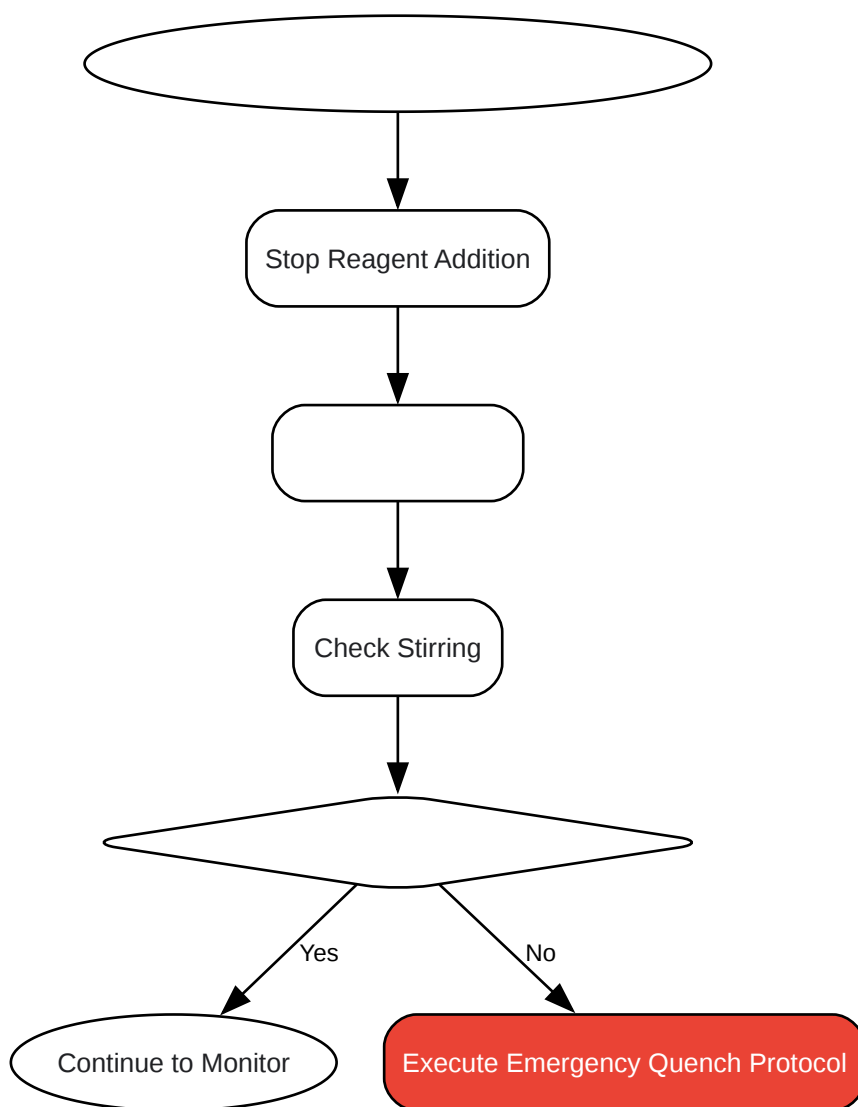 Stop Reagent Addition
Check Stirring
Yes
No
Continue to Monitor
Execute Emergency Quench Protocol